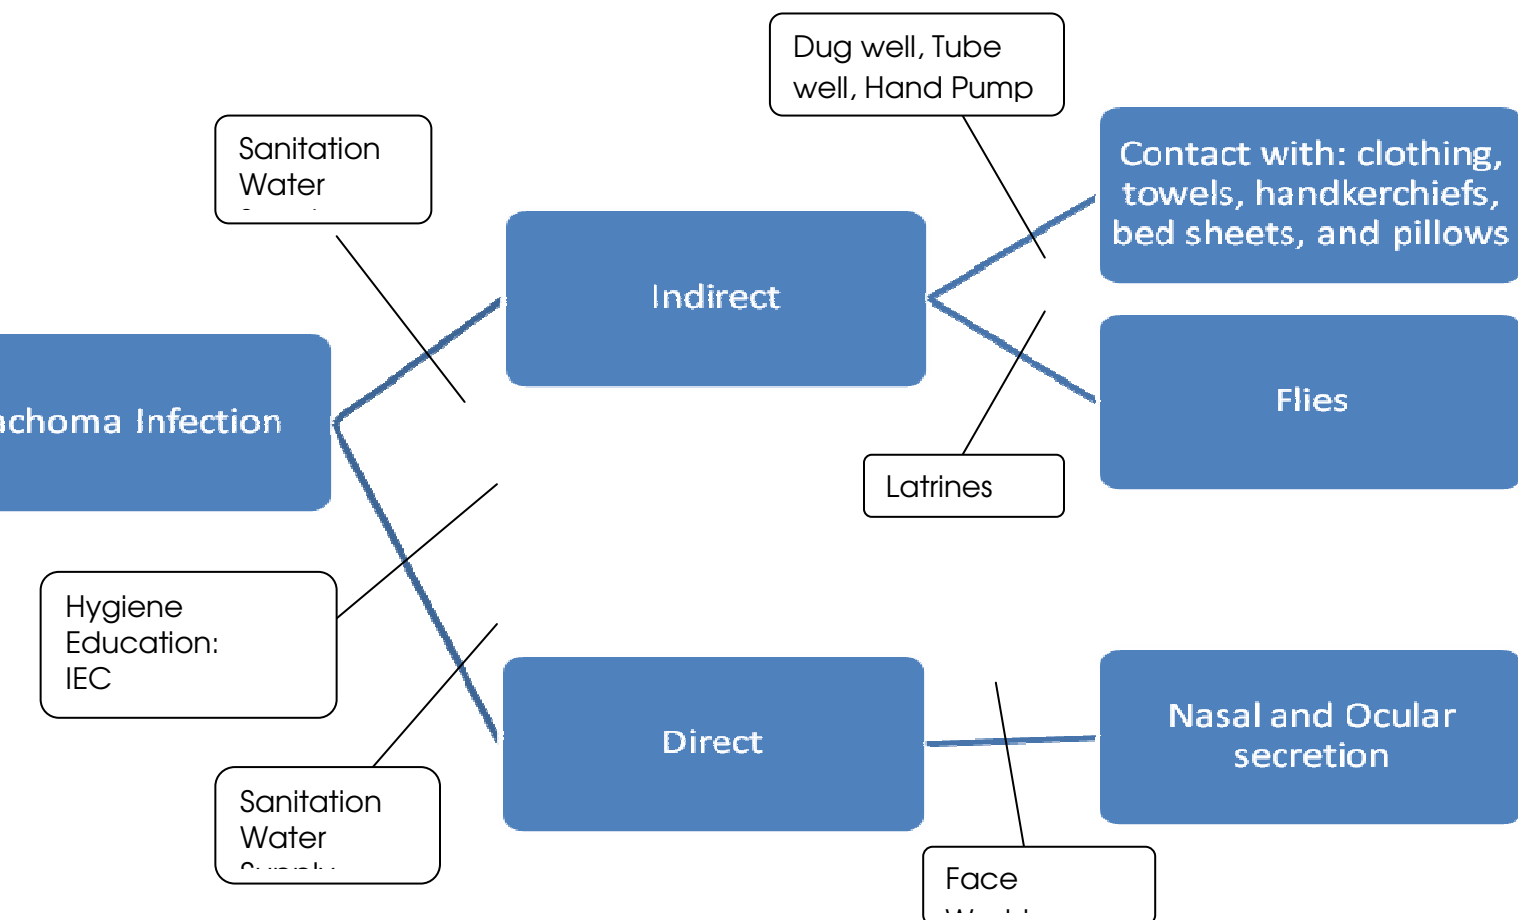 Dug well, Tube
well, Hand Pump
Sanitation
Water
Contact with: clothing,
towels, handkerchiefs,
bed sheets, and pillows
Indirect
Flies
achoma Infection
Latrines
Hygiene
Education:
IEC
Direct
Nasal and Ocular
secretion
Sanitation
Water
Supply
Face